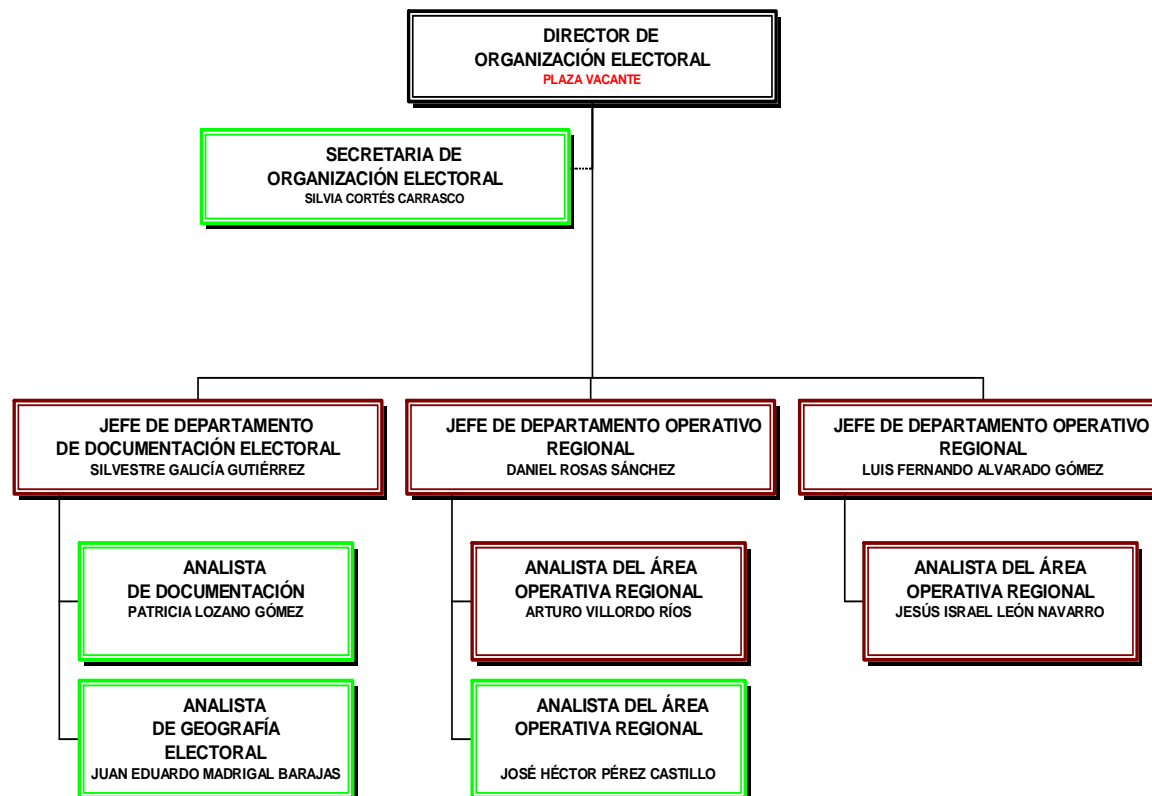 DIRECTOR DE
ORGANIZACIÓN ELECTORAL
PLAZA VACANTE
SECRETARIA DE
ORGANIZACIÓN ELECTORAL
SILVIA CORTÉS CARRASCO
JEFE DE DEPARTAMENTO
DE DOCUMENTACIÓN ELECTORAL
SILVESTRE GALICÍA GUTIÉRREZ
JEFE DE DEPARTAMENTO OPERATIVO
REGIONAL
DANIEL ROSAS SÁNCHEZ
JEFE DE DEPARTAMENTO OPERATIVO
REGIONAL
LUIS FERNANDO ALVARADO GÓMEZ
ANALISTA
DE DOCUMENTACIÓN
PATRICIA LOZANO GÓMEZ
ANALISTA DEL ÁREA
OPERATIVA REGIONAL
ARTURO VILLORDO RÍOS
ANALISTA DEL ÁREA
OPERATIVA REGIONAL
JESÚS ISRAEL LEÓN NAVARRO
ANALISTA
DE GEOGRAFÍA
ELECTORAL
JUAN EDUARDO MADRIGAL BARAJAS
ANALISTA DEL ÁREA
OPERATIVA REGIONAL
JOSÉ HÉCTOR PÉREZ CASTILLO